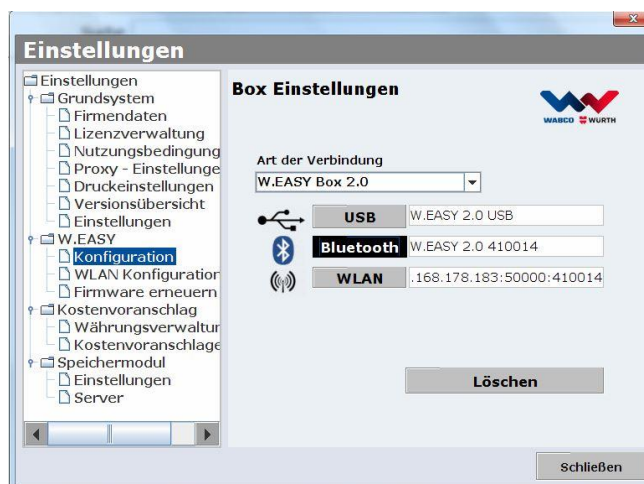 Einstellungen
Einstellungen
Grundsystem
Firmendaten
Lizenzverwaltung
Nutzungsbedingung
Proxy - Einstellunge
Druckeinstellungen
Versionsübersicht
Einstellungen
W.EASY
Konfiguration
WLAN Konfiguration
Firmware erneuern
Kostenvoranschlag
Währungsverwaltur
Kostenvoranschlage
Speichermodul
Einstellungen
Server
Box Einstellungen
WABCO WURTH
Art der Verbindung
W.EASY Box 2.0
USB W.EASY 2.0 USB
Bluetooth W.EASY 2.0 410014
WLAN .168.178.183:50000:410014
Löschen
Schließen